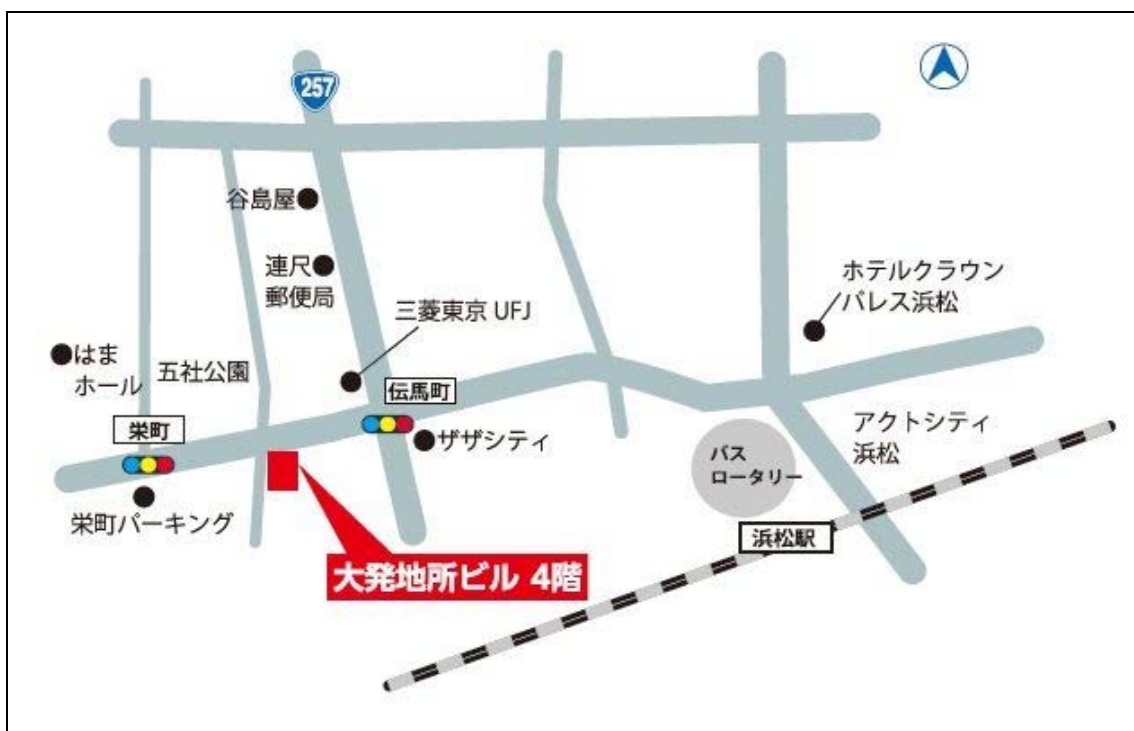 257
谷島屋
連尺
郵便局
三菱東京 UFJ
ホテルクラウン
パレス浜松
はま
ホール
五社公園
伝馬町
栄町
ザザシティ
アクトシティ
浜松
バス
ロータリー
栄町パーキング
浜松駅
大発地所ビル 4階